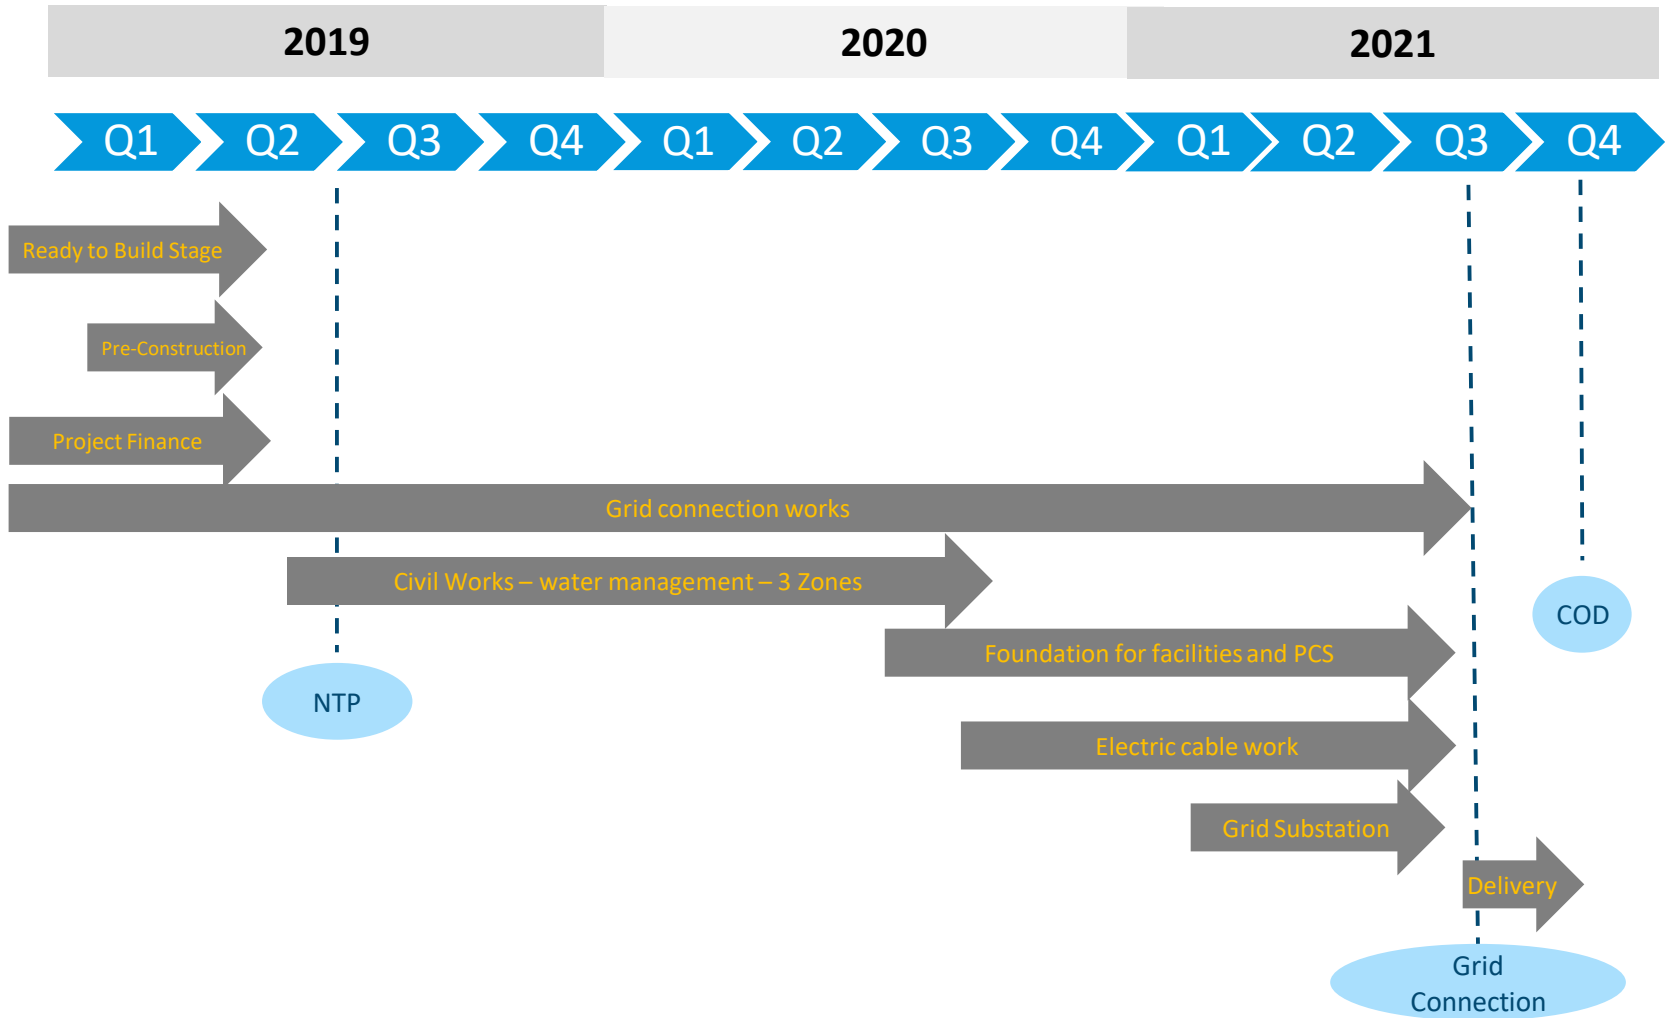 2019 2020 2021
Q1 Q2 Q3 Q4 Q1 Q2 Q3 Q4 Q1 Q2 Q3 Q4
Ready to Build Stage
Pre-Construction
Project Finance
Grid connection works
Civil Works – water management – 3 Zones
COD
Foundation for facilities and PCS
NTP
Electric cable work
Grid Substation
Delivery
Grid
Connection